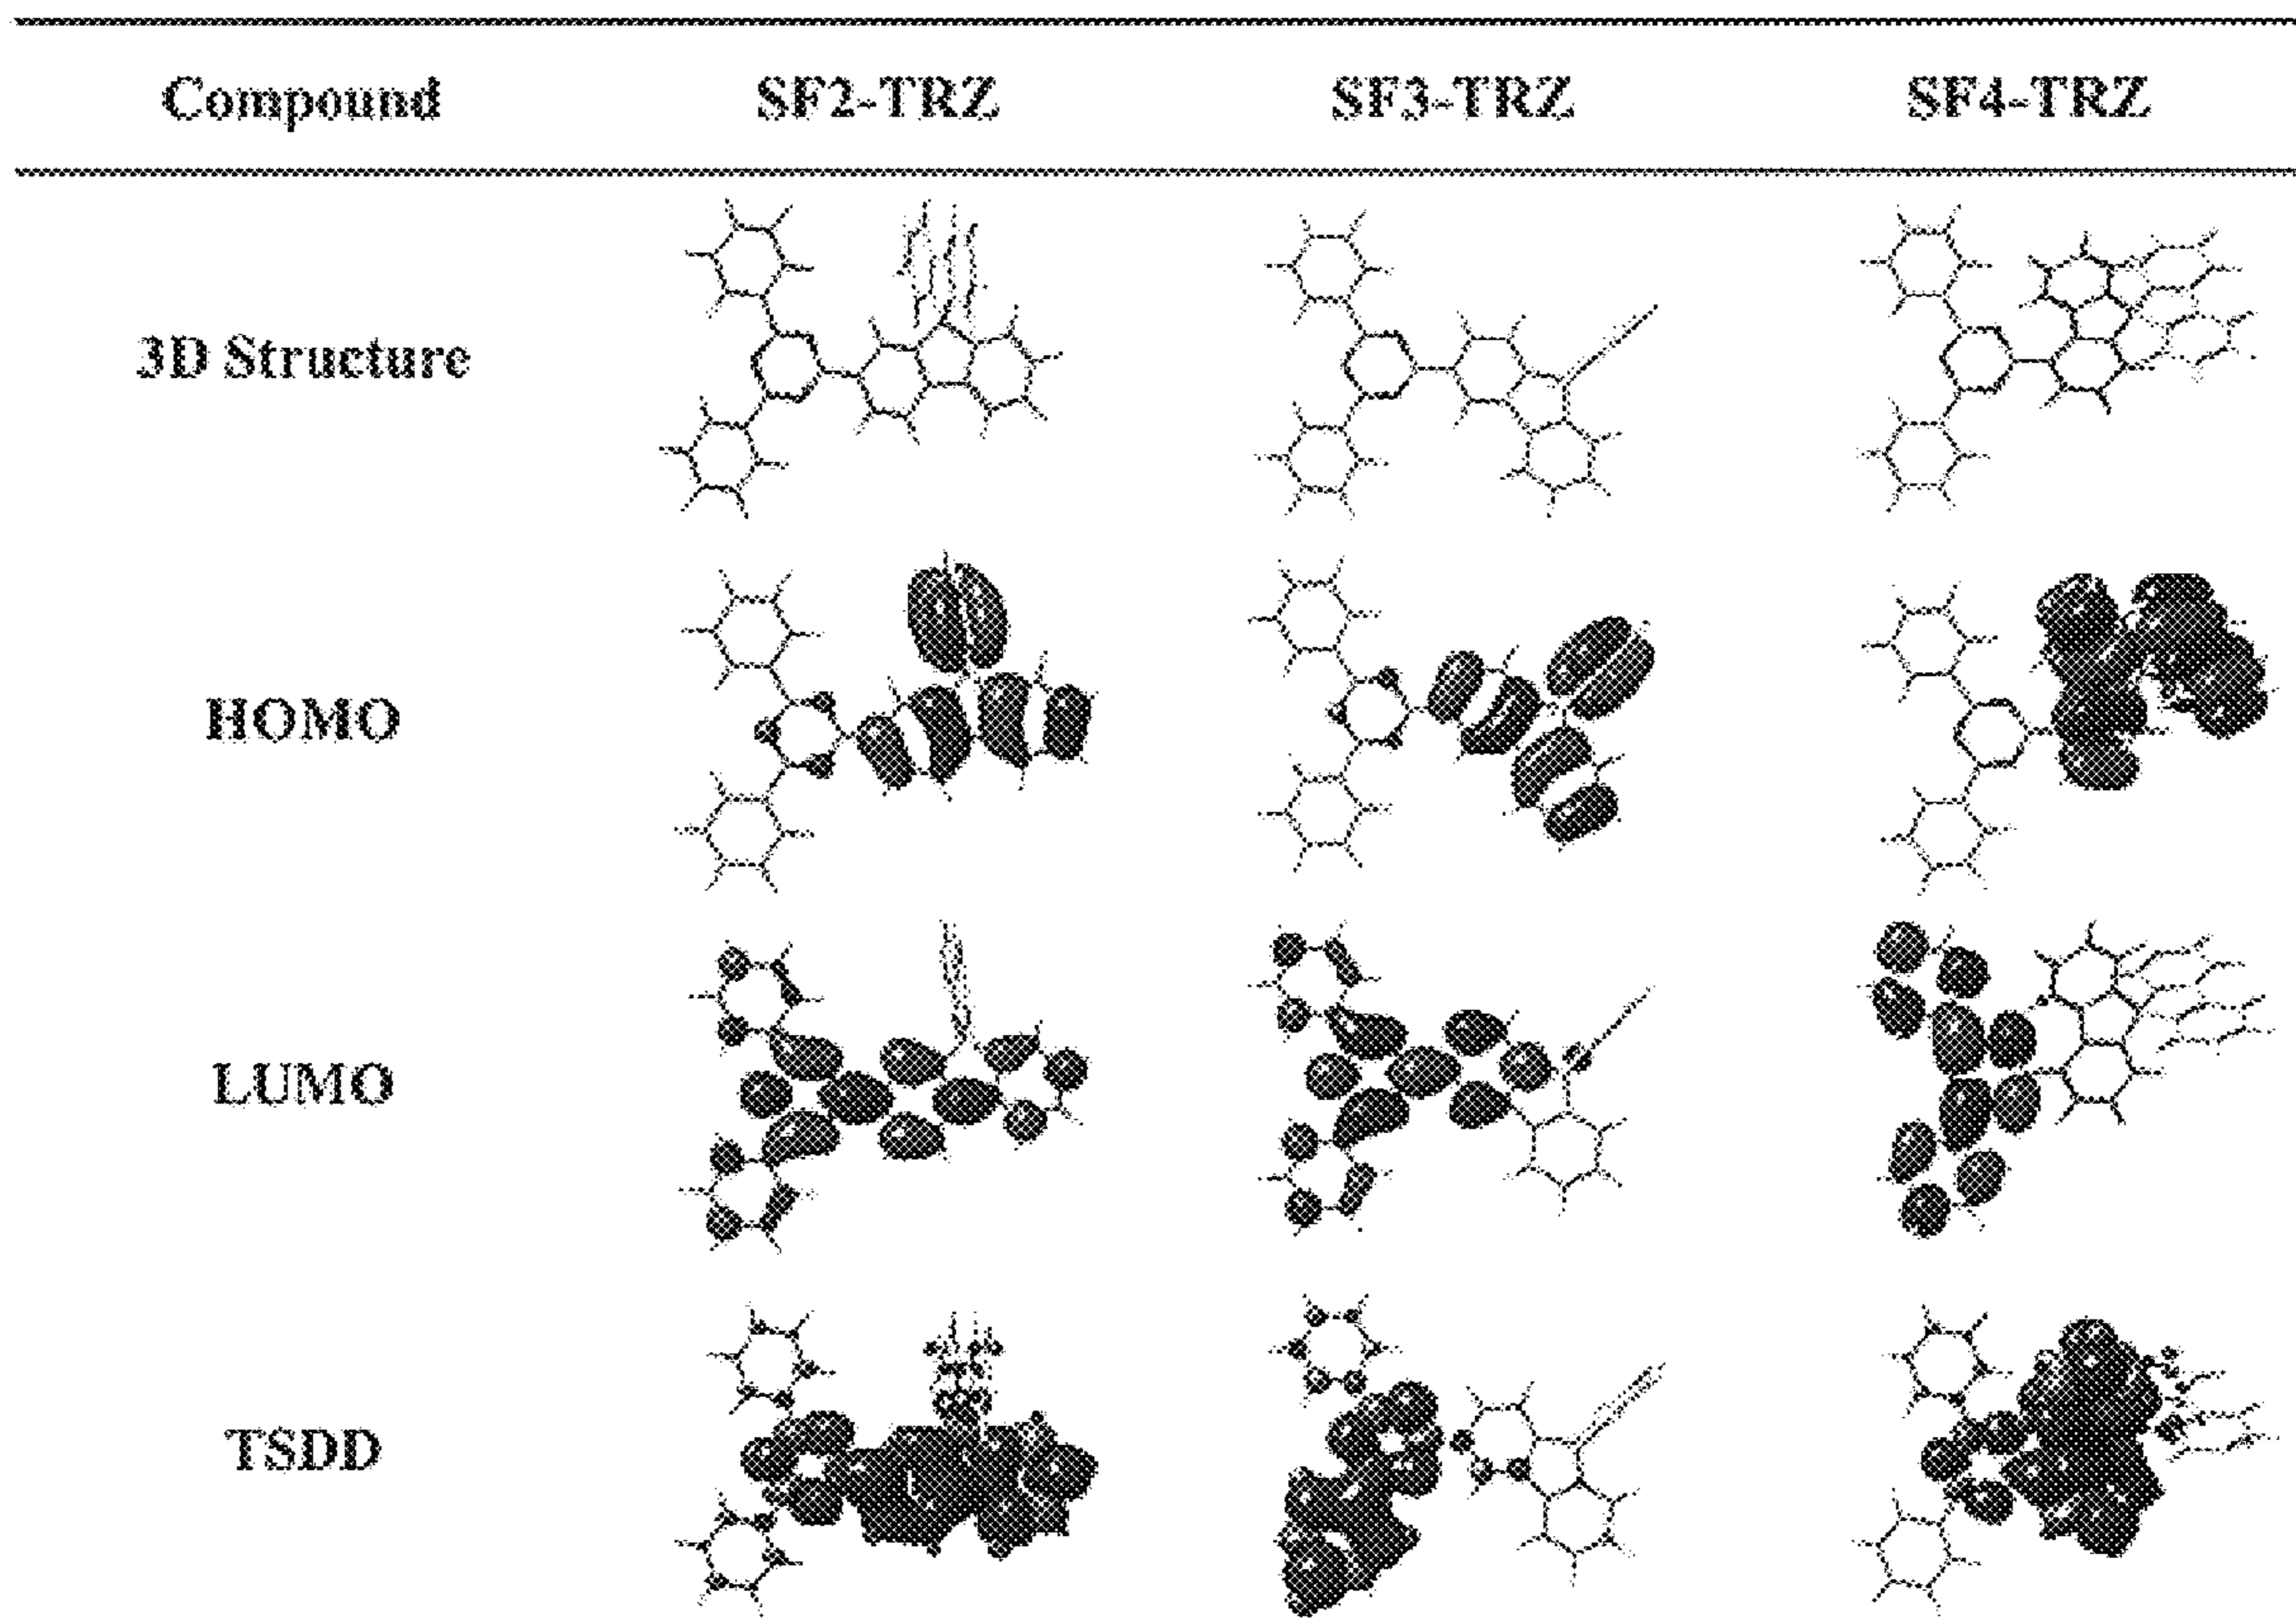 Compound SF2-TRZ SF3-TRZ SF4-TRZ
3D Structure
HOMO
LUMO
TSDD